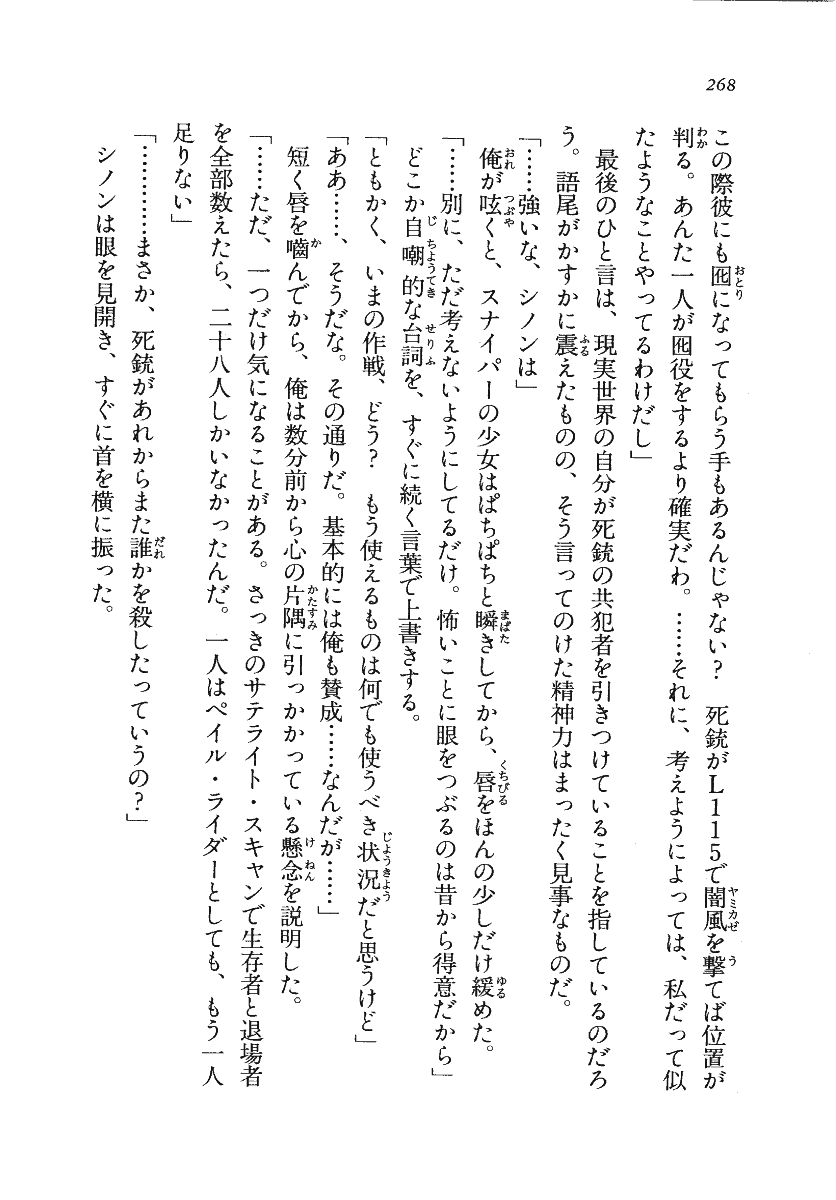 268
この際彼にも囮になってもらう手もあるんじゃない？　死銃がL115で闇風を撃てば位置が
判る。あんた一人が囮役をするより確実だわ。……それに、考えようによっては、私だって似
たようなことやってるわけだし」
　最後のひと言は、現実世界の自分が死銃の共犯者を引きつけていることを指しているのだろ
う。語尾がかすかに震えたものの、そう言ってのけた精神力はまったく見事なものだ。
「……強いな、シノンは」
　俺が呟くと、スナイパーの少女はぱちぱちと瞬きしてから、唇をほんの少しだけ緩めた。
「……別に、ただ考えないようにしてるだけ。怖いことに眼をつぶるのは昔から得意だから」
　どこか自嘲的な台詞を、すぐに続く言葉で上書きする。
「ともかく、いまの作戦、どう？　もう使えるものは何でも使うべき状況だと思うけど」
「ああ……、そうだな。その通りだ。基本的には俺も賛成……なんだが……」
　短く唇を嚙んでから、俺は数分前から心の片隅に引っかかっている懸念を説明した。
「……ただ、一つだけ気になることがある。さっきのサテライト・スキャンで生存者と退場者
を全部数えたら、二十八人しかいなかったんだ。一人はペイル・ライダーとしても、もう一人
足りない」
「…………まさか、死銃があれからまた誰かを殺したっていうの？」
　シノンは眼を見開き、すぐに首を横に振った。